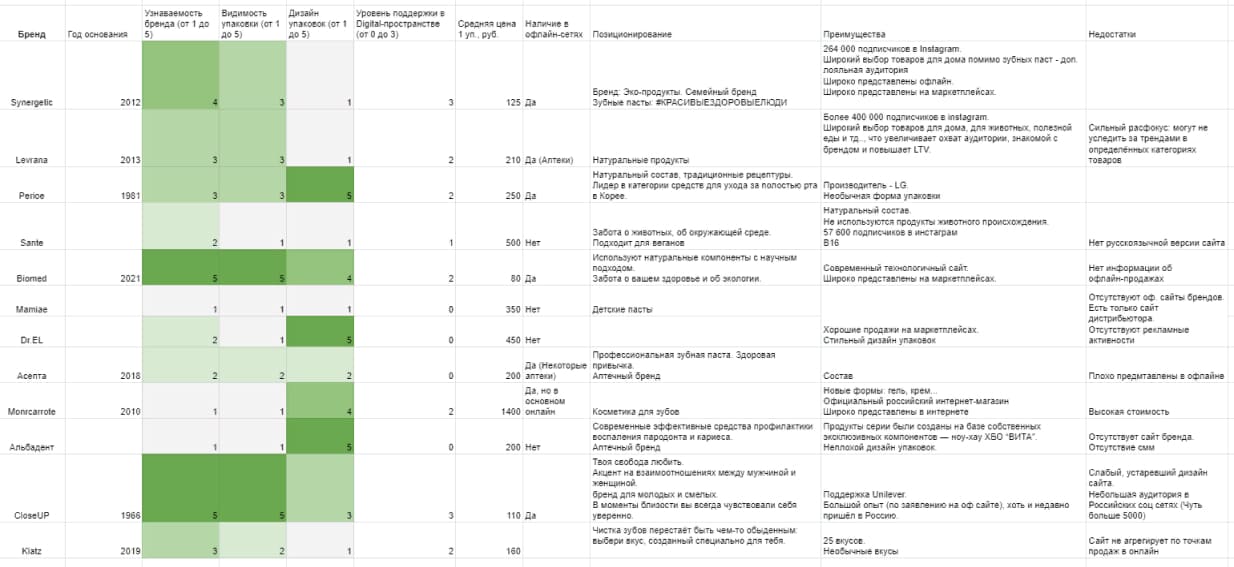 Бренд
Год основания
Узнаваемость
бренда (от 1 до
5)
Видимость
упаковки (от 1
до 5)
Дизайн
упаковок (от 1
до 5)
Уровень поддержки в
Digital-пространстве
(от 0 до 3)
Средняя цена
1 уп., руб.
Наличие в
офлайн-сетях
Позиционирование
Преимущества
Недостатки
Synergetic
2012
4
3
1
3
125
Да
Бренд: Эко-продукты. Семейный бренд
Зубные пасты: #КРАСИВЫЕЗДОРОВЫЕЛЮДИ
264 000 подписчиков в Instagram.
Широкий выбор товаров для дома помимо зубных паст - доп.
лояльная аудитория
Широко представлены офлайн.
Широко представлены на маркетплейсах.
Levrana
2013
3
3
1
2
210
Да (Аптеки)
Натуральные продукты
Более 400 000 подписчиков в instagram.
Широкий выбор товаров для дома, для животных, полезной
еды и тд.., что увеличивает охват аудитории, знакомой с
брендом и повышает LTV.
Сильный расфокус: могут не
уследить за трендами в
определённых категориях
товаров
Perioe
1981
3
3
5
2
250
Да
Натуральный состав, традиционные рецептуры.
Лидер в категории средств для ухода за полостью рта
в Корее.
Производитель - LG.
Необычная форма упаковки
Sante
2
1
1
1
500
Нет
Забота о животных, об окружающей среде.
Подходит для веганов
Натуральный состав.
Не используются продукты животного происхождения.
57 600 подписчиков в инстаграм
B16
Нет русскоязычной версии сайта
Biomed
2021
5
5
4
2
80
Да
Используют натуральные компоненты с научным
подходом.
Забота о вашем здоровье и об экологии.
Современный технологичный сайт.
Широко представлены на маркетплейсах.
Нет информации об
офлайн-продажах
Mamiae
1
1
1
0
350
Нет
Детские пасты
Отсутствуют оф. сайты брендов.
Есть только сайт
дистрибьютора.
Dr.EL
2
1
5
0
450
Нет
Хорошие продажи на маркетплейсах.
Стильный дизайн упаковок
Отсутствуют рекламные
активности
Асепта
2018
2
2
2
0
200
Да (Некоторые
аптеки)
Профессиональная зубная паста. Здоровая
привычка.
Аптечный бренд
Состав
Плохо предмтавлены в офлайне
Monrcarrote
2010
1
1
4
2
1400
Да, но в
основном
онлайн
Косметика для зубов
Новые формы: гель, крем...
Официальный российский интернет-магазин
Широко представлены в интернете
Высокая стоимость
Альбадент
1
1
5
0
200
Нет
Современные эффективные средства профилактики
воспаления пародонта и кариеса.
Аптечный бренд
Продукты серии были созданы на базе собственных
эксклюзивных компонентов — ноу-хау ХБО "ВИТА".
Неплохой дизайн упаковок.
Отсутствует сайт бренда.
Отсутствие смм
CloseUP
1966
5
5
3
3
110
Да
Твоя свобода любить.
Акцент на взаимоотношениях между мужчиной и
женщиной.
бренд для молодых и смелых.
В моменты близости вы всегда чувствовали себя
уверенно.
Поддержка Unilever.
Большой опыт (по заявлению на оф сайте), хоть и недавно
пришёл в Россию.
Слабый, устаревший дизайн
сайта.
Небольшая аудитория в
Российских соц сетях (Чуть
больше 5000)
Klatz
2019
3
2
1
2
160
Чистка зубов перестаёт быть чем-то обыденным:
выбери вкус, созданный специально для тебя.
25 вкусов.
Необычные вкусы
Сайт не агрегирует по точкам
продаж в онлайн